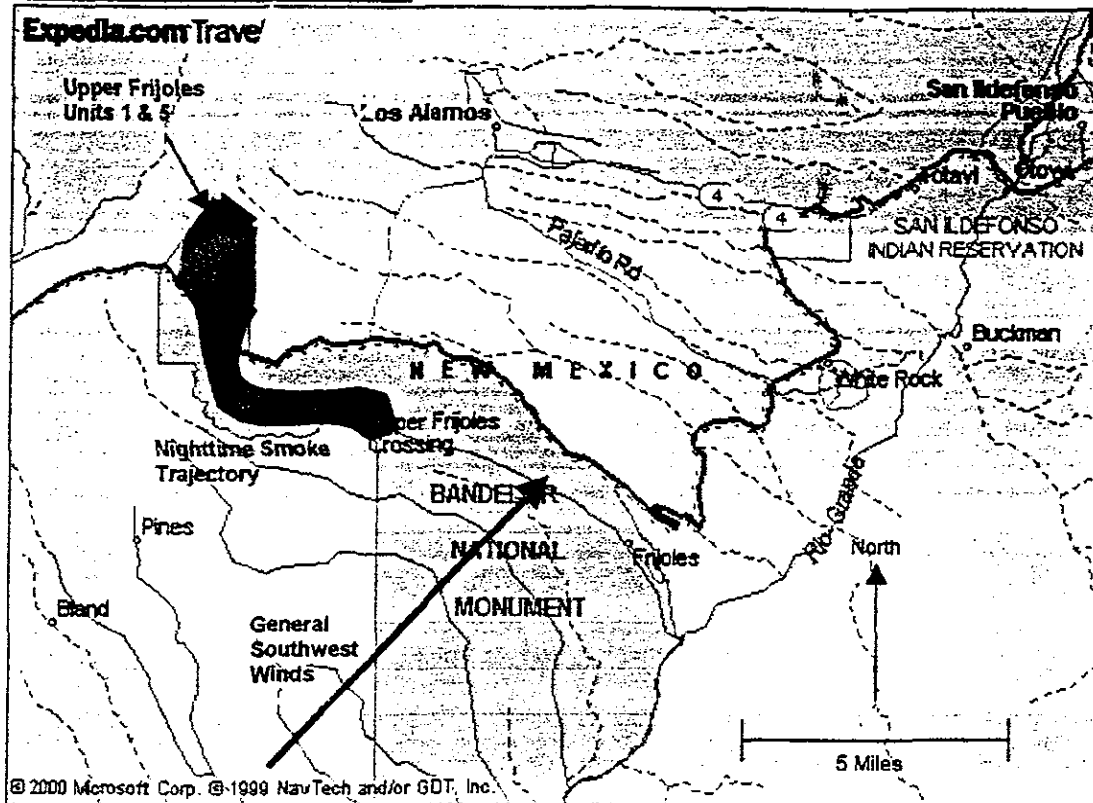 Expedia.com Travel
Upper Frijoles
Units 1 & 5
Los Alamos
San Ildefonso
Pueblo
Otowi
Totavi
4
4
SAN ILDEFONSO
INDIAN RESERVATION
Pajarito Rd
Buckman
NEW MEXICO
White Rock
Upper Frijoles
Crossing
Nighttime Smoke
Trajectory
BANDELIER
Rio Grande
Pines
NATIONAL
Frijoles
North
Bland
MONUMENT
General
Southwest
Winds
5 Miles
© 2000 Microsoft Corp. © 1999 NavTech and/or GDT, Inc.